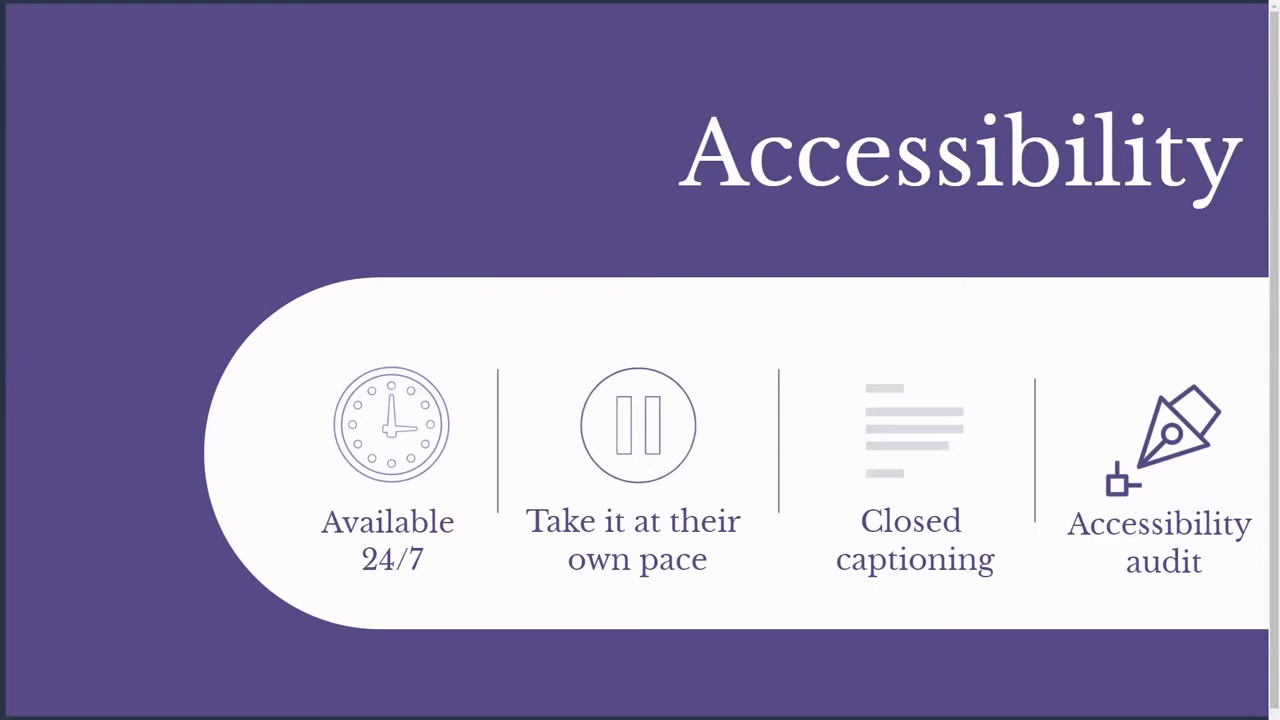 Accessibility
Available
24/7
Take it at their
own pace
Closed
captioning
Accessibility
audit